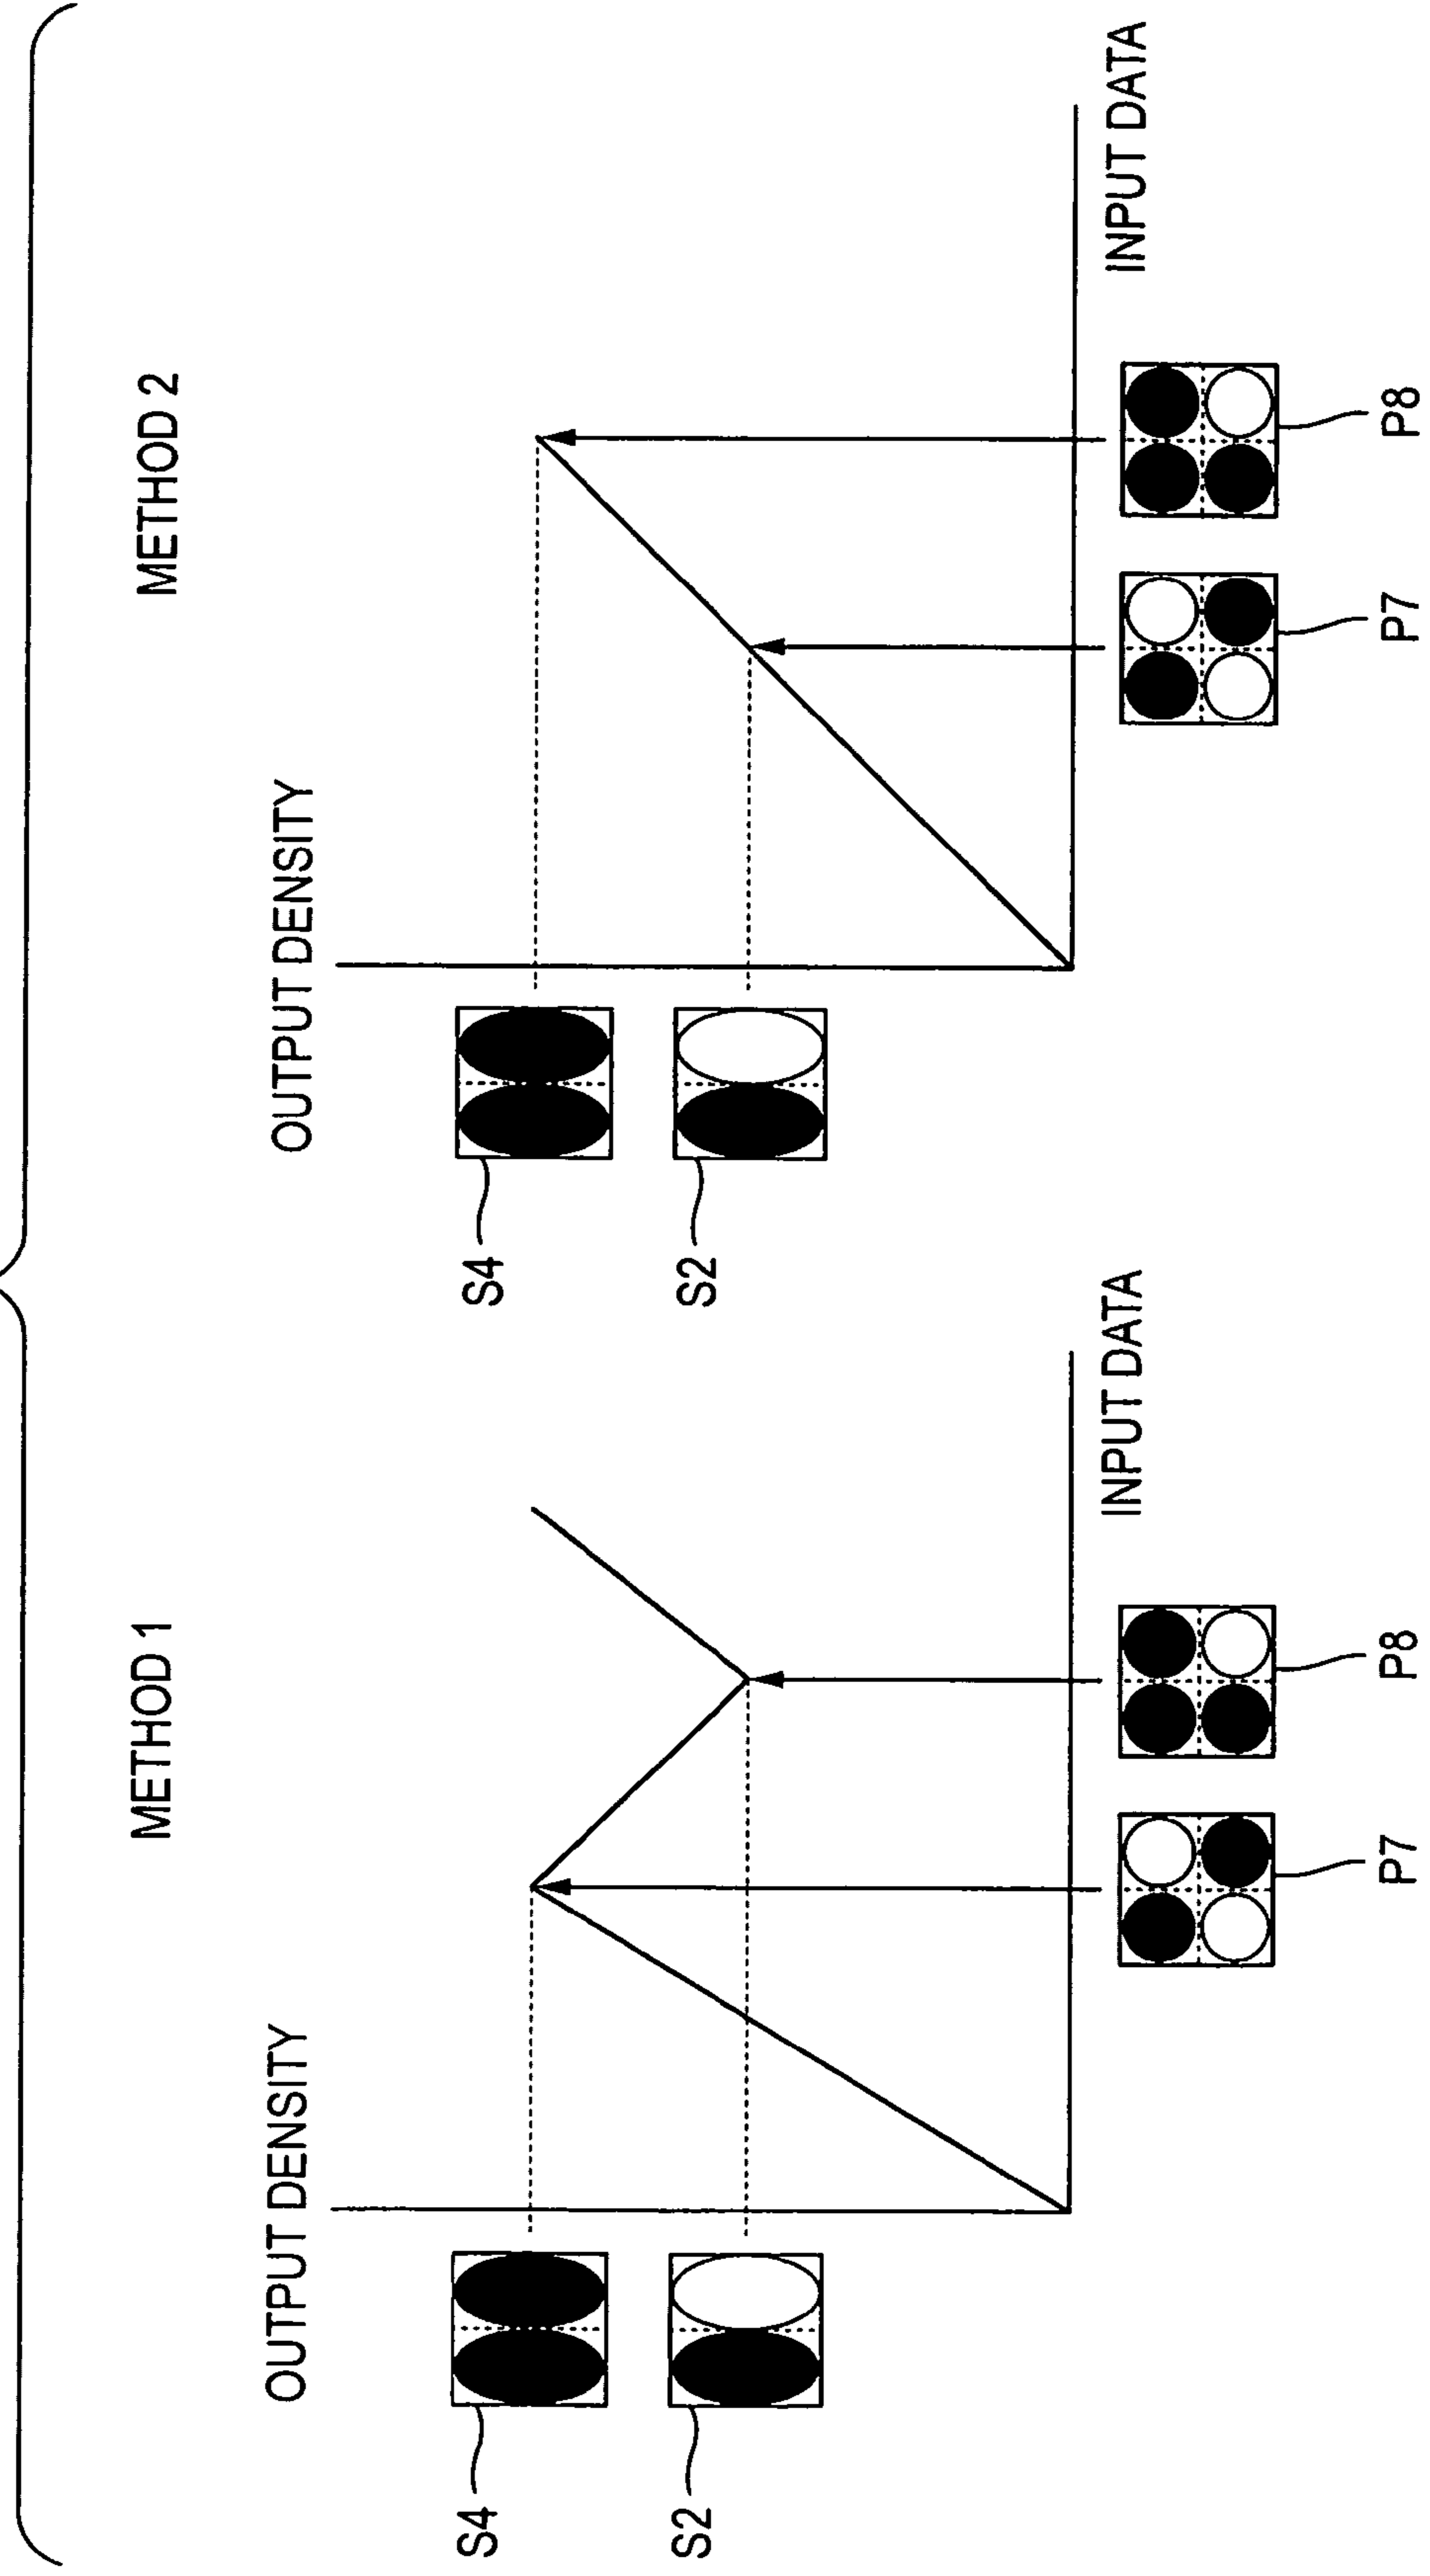 METHOD 1
OUTPUT DENSITY
S4
S2
INPUT DATA
P7
P8
METHOD 2
OUTPUT DENSITY
S4
S2
INPUT DATA
P7
P8